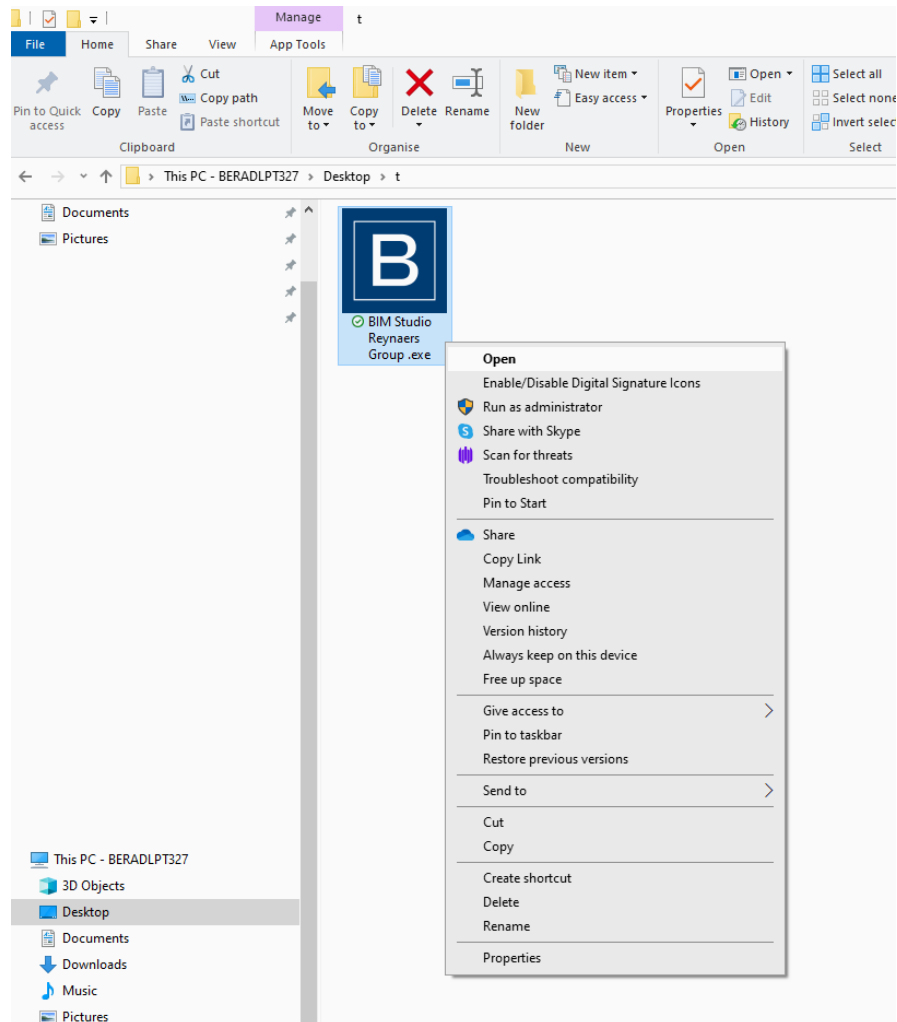 Manage
t
File
Home
Share
View
App Tools
Pin to Quick
access
Copy
Paste
Cut
Copy path
Paste shortcut
Clipboard
Move
to
Copy
to
Delete
Rename
Organise
New
folder
New item
Easy access
New
Properties
Open
Edit
History
Open
Select all
Select none
Invert selec
Select
This PC - BERADLPT327 > Desktop > t
Documents
Pictures
B
BIM Studio
Reynaers
Group .exe
Open
Enable/Disable Digital Signature Icons
Run as administrator
Share with Skype
Scan for threats
Troubleshoot compatibility
Pin to Start
Share
Copy Link
Manage access
View online
Version history
Always keep on this device
Free up space
Give access to
Pin to taskbar
Restore previous versions
Send to
Cut
Copy
Create shortcut
Delete
Rename
Properties
This PC - BERADLPT327
3D Objects
Desktop
Documents
Downloads
Music
Pictures